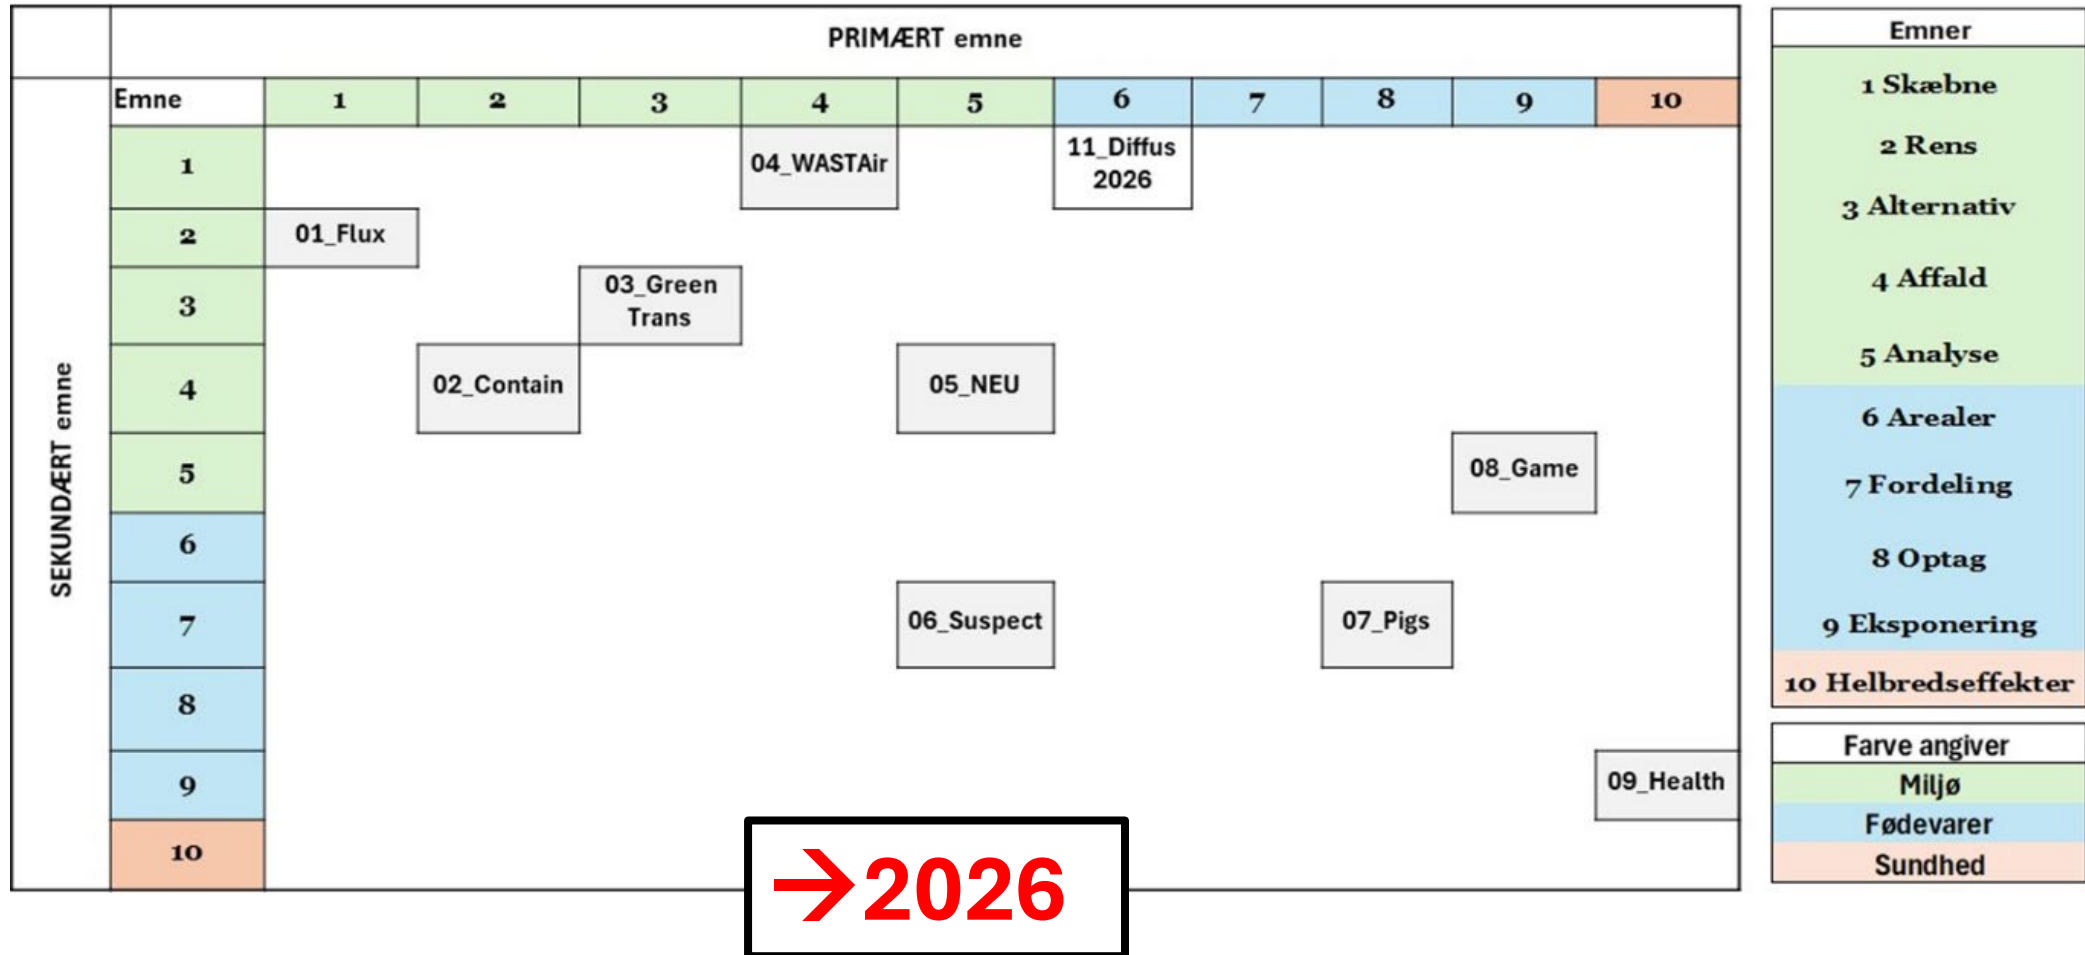 PRIMÆRT emne
SEKUNDÆRT emne
Emne 1 2 3 4 5 6 7 8 9 10
1 04_WASTAir 11_Diffus
2026
2 01_Flux
3 03_Green
Trans
4 02_Contain 05_NEU
5 08_Game
6
7 06_Suspect 07_Pigs
8
9 09_Health
10
→2026
Emner
1 Skæbne
2 Rens
3 Alternativ
4 Affald
5 Analyse
6 Arealer
7 Fordeling
8 Optag
9 Eksponering
10 Helbredseffekter
Farve angiver
Miljø
Fødevarer
Sundhed